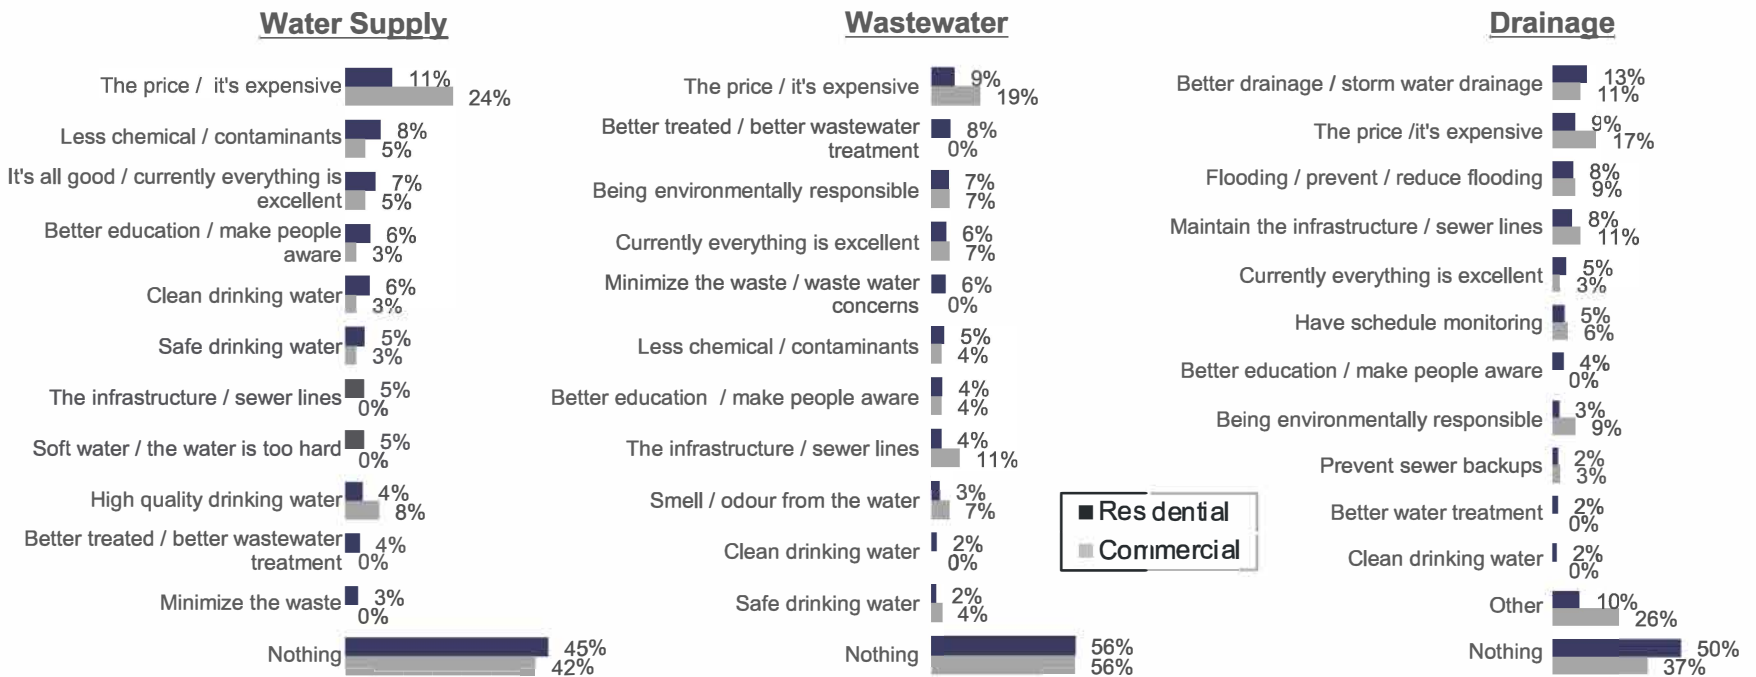 Water Supply
The price / it's expensive
11%
24%
Less chemical / contaminants
8%
5%
It's all good / currently everything is
excellent
7%
5%
Better education / make people
aware
6%
3%
Clean drinking water
6%
3%
Safe drinking water
5%
3%
The infrastructure / sewer lines
5%
0%
Soft water / the water is too hard
5%
0%
High quality drinking water
4%
8%
Better treated / better wastewater
treatment
4%
0%
Minimize the waste
3%
0%
Nothing
45%
42%
Wastewater
The price / it's expensive
9%
19%
Better treated / better wastewater
treatment
8%
0%
Being environmentally responsible
7%
7%
Currently everything is excellent
6%
7%
Minimize the waste / waste water
concerns
6%
0%
Less chemical / contaminants
5%
4%
Better education / make people aware
4%
4%
The infrastructure / sewer lines
4%
11%
Smell / odour from the water
3%
7%
Clean drinking water
2%
0%
Safe drinking water
2%
4%
Nothing
56%
56%
Residential
Commercial
Drainage
Better drainage / storm water drainage
13%
11%
The price /it's expensive
9%
17%
Flooding / prevent / reduce flooding
8%
9%
Maintain the infrastructure / sewer lines
8%
11%
Currently everything is excellent
5%
3%
Have schedule monitoring
5%
6%
Better education / make people aware
4%
0%
Being environmentally responsible
3%
9%
Prevent sewer backups
2%
3%
Better water treatment
2%
0%
Clean drinking water
2%
0%
Other
10%
26%
Nothing
50%
37%